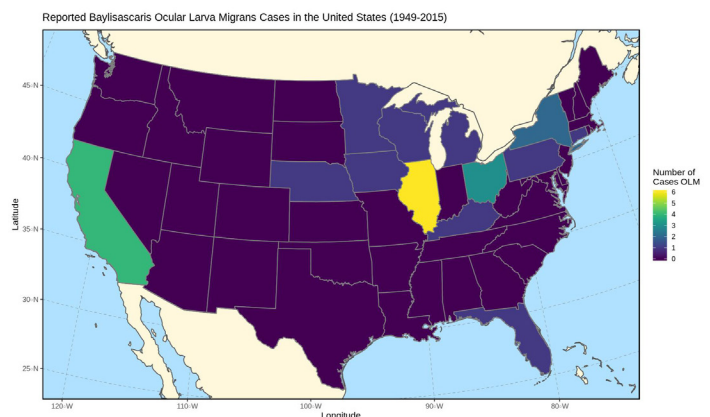 Reported Baylisascaris Ocular Larva Migrans Cases in the United States (1949-2015)
45-N
40-N
35-N
30-N
25-N
Latitude
120-W
110-W
100-W
90-W
80-W
Longitude
Number of
Cases OLM
6
5
4
3
2
1
0